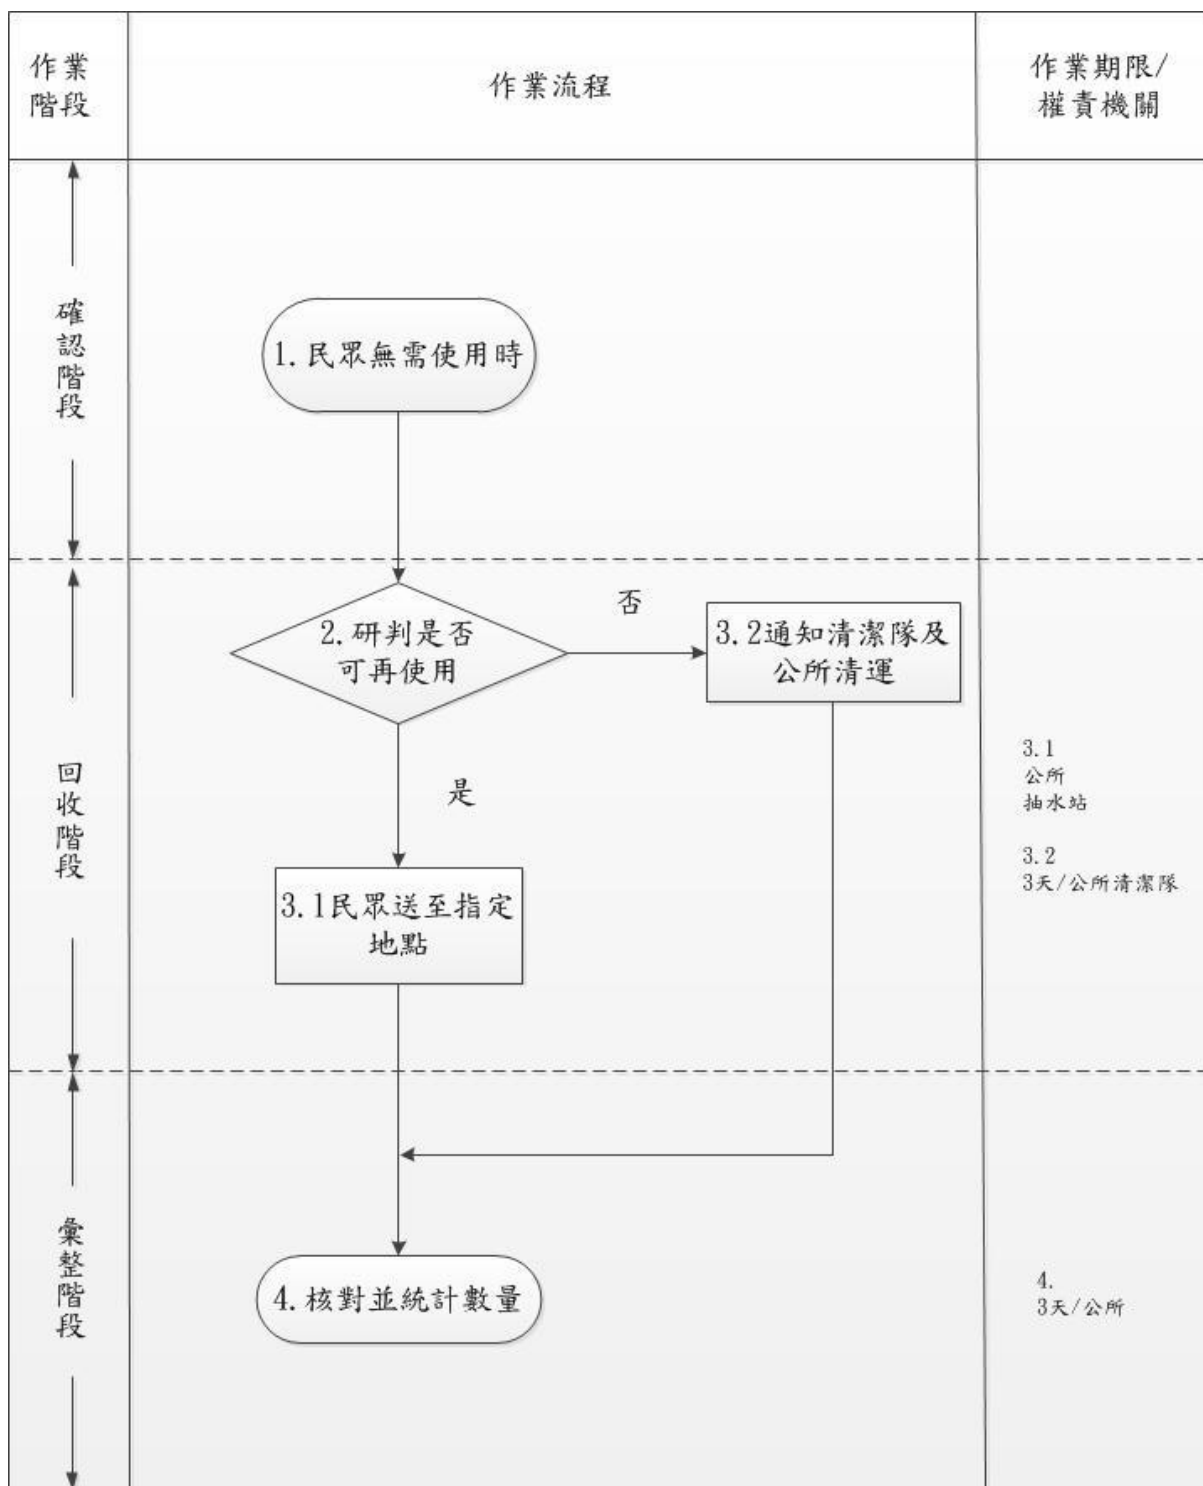 作業
階段
作業流程
作業期限/
權責機關
確認階段
1.民眾無需使用時
回收階段
2.研判是否
可再使用
否
3.2通知清潔隊及
公所清運
是
3.1民眾送至指定
地點
3.1
公所
抽水站
3.2
3天/公所清潔隊
彙整階段
4.核對並統計數量
4.
3天/公所